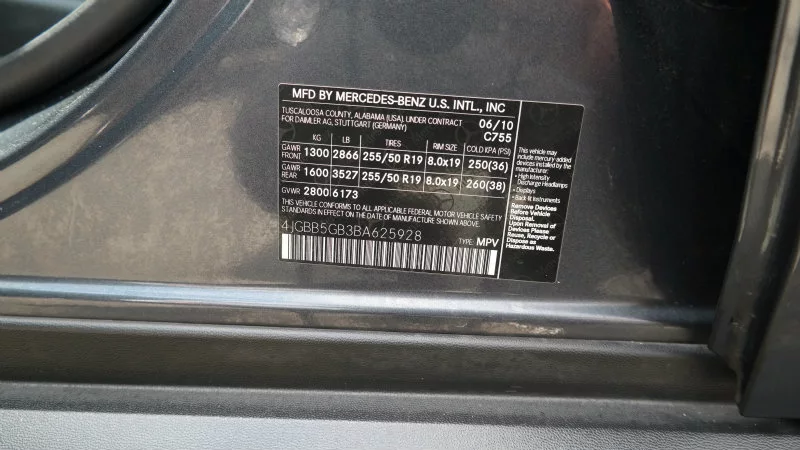 MFD BY MERCEDES-BENZ U.S. INTL., INC
TUSCALOOSA COUNTY, ALABAMA (USA), UNDER CONTRACT 06/10
FOR DAIMLER AG, STUTTGART (GERMANY) C755
KG LB TIRES RIM SIZE COLD KPA (PSI)
GAWR FRONT 1300 2866 255/50 R19 8.0x19 250(36)
GAWR REAR 1600 3527 255/50 R19 8.0x19 260(38)
GVWR 2800 6173
THIS VEHICLE CONFORMS TO ALL APPLICABLE FEDERAL MOTOR VEHICLE SAFETY
STANDARDS IN EFFECT ON THE DATE OF MANUFACTURE SHOWN ABOVE.
4JGBB5GB3BA625928
TYPE: MPV
This vehicle may
include mercury added
devices installed by the
manufacturer:
- High Intensity
Discharge Headlamps
- Displays
- Back lit Instruments
Remove Devices
Before Vehicle
Disposal.
Upon Removal of
Devices Please
Reuse, Recycle or
Dispose as
Hazardous Waste.